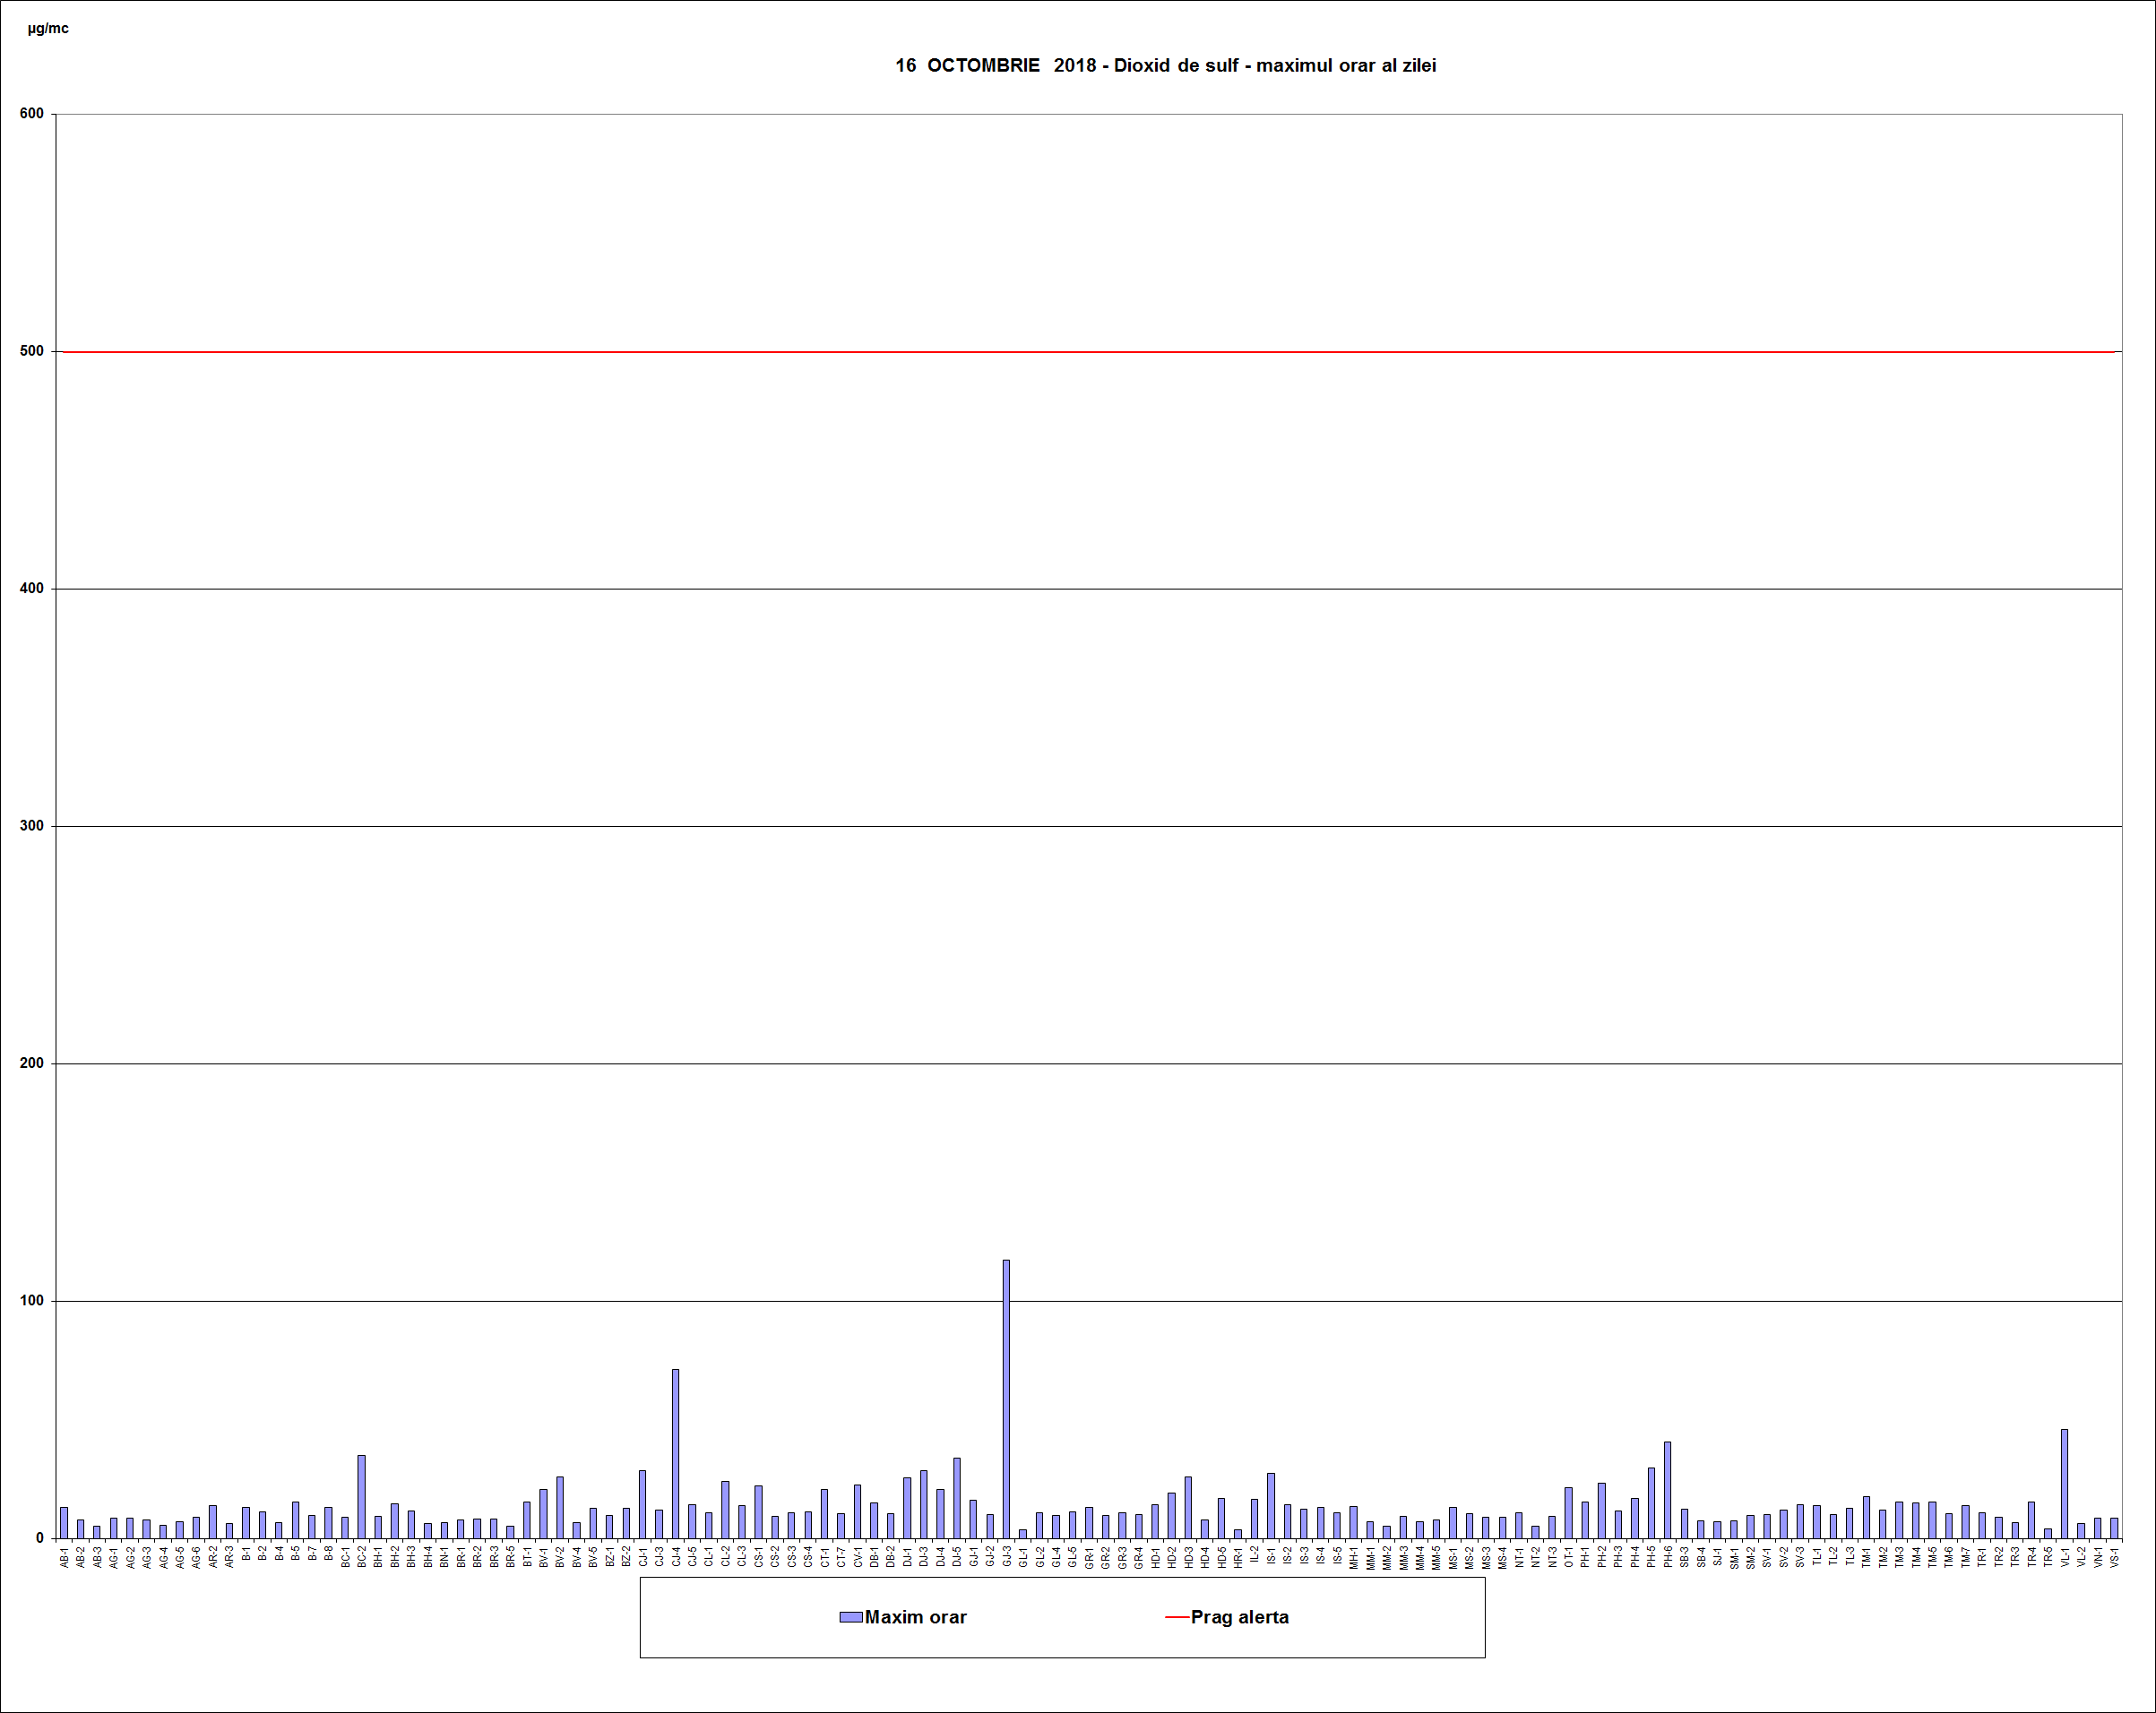 µg/mc
16 OCTOMBRIE 2018 - Dioxid de sulf - maximul orar al zilei
600
500
400
300
200
100
0
AB-1 AB-2 AB-3 AG-1 AG-2 AG-3 AG-4 AG-5 AG-6 AR-2 AR-3 B-1 B-2 B-4 B-5 B-7 B-8 BC-1 BC-2 BH-1 BH-2 BH-3 BH-4 BN-1 BR-1 BR-2 BR-3 BR-5 BT-1 BV-1 BV-2 BV-4 BV-5 BZ-1 BZ-2 CJ-1 CJ-3 CJ-4 CJ-5 CL-1 CL-2 CL-3 CS-1 CS-2 CS-3 CS-4 CT-1 CT-7 CV-1 DB-1 DB-2 DJ-1 DJ-3 DJ-4 DJ-5 GJ-1 GJ-2 GJ-3 GL-1 GL-2 GL-4 GL-5 GR-1 GR-2 GR-3 GR-4 HD-1 HD-2 HD-3 HD-4 HD-5 HR-1 IL-2 IS-1 IS-2 IS-3 IS-4 IS-5 MH-1 MM-1 MM-2 MM-3 MM-4 MM-5 MS-1 MS-2 MS-3 MS-4 NT-1 NT-2 NT-3 OT-1 PH-1 PH-2 PH-3 PH-4 PH-5 PH-6 SB-3 SB-4 SJ-1 SM-1 SM-2 SV-1 SV-2 SV-3 TL-1 TL-2 TL-3 TM-1 TM-2 TM-3 TM-4 TM-5 TM-6 TM-7 TR-1 TR-2 TR-3 TR-4 TR-5 VL-1 VL-2 VN-1 VS-1
Maxim orar Prag alerta